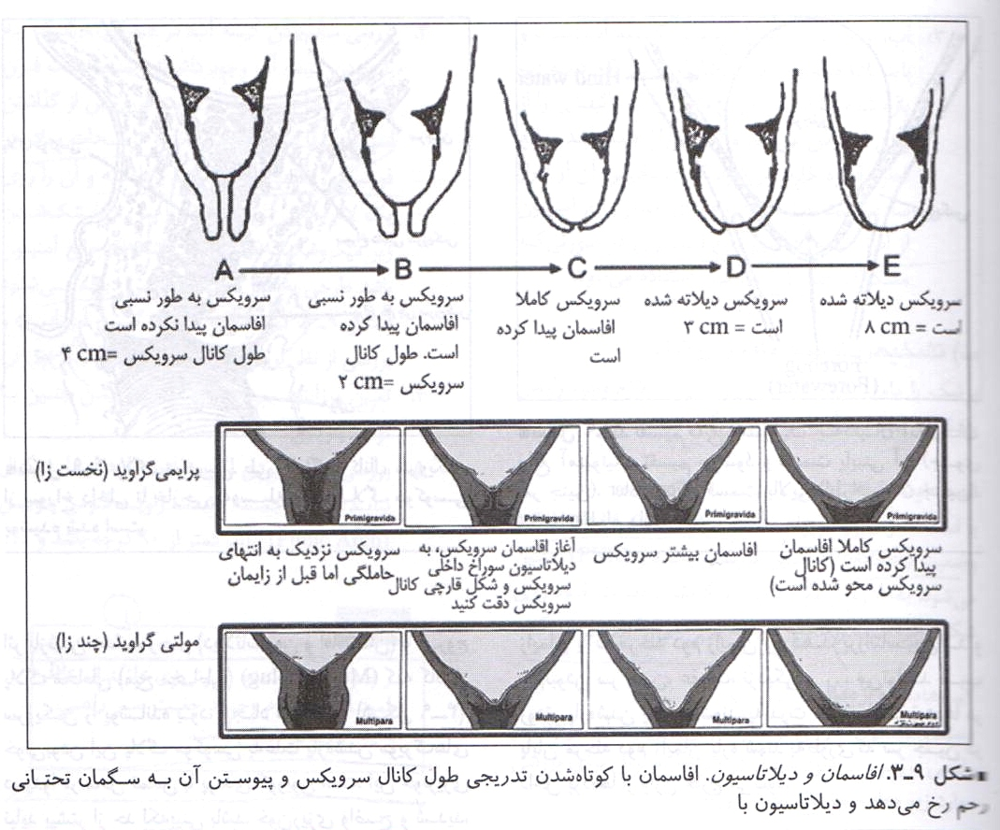 A B C D E
سرویکس به طور نسبی
افاسمان پیدا نکرده است
طول کانال سرویکس =۴ cm
سرویکس به طور نسبی
افاسمان پیدا کرده
است. طول کانال
سرویکس =۲ cm
سرویکس کاملا
افاسمان پیدا کرده
است
سرویکس دیلاته شده
است = ۳ cm
سرویکس دیلاته شده
است = ۸ cm
پرایمی‌گراوید (نخست زا)
Primigravida
Primigravida
Primigravida
Primigravida
سرویکس نزدیک به انتهای
حاملگی اما قبل از زایمان
آغاز افاسمان سرویکس، به
دیلاتاسیون سوراخ داخلی
سرویکس و شکل قارچی کانال
سرویکس دقت کنید
افاسمان بیشتر سرویکس
سرویکس کاملا افاسمان
پیدا کرده است (کانال
سرویکس محو شده است)
مولتی گراوید (چند زا)
Multipara
Multipara
Multipara
Multipara
شکل ۹-۳. افاسمان و دیلاتاسیون. افاسمان با کوتاه‌شدن تدریجی طول کانال سرویکس و پیوستن آن به سگمان تحتانی
رحم رخ می‌دهد و دیلاتاسیون با